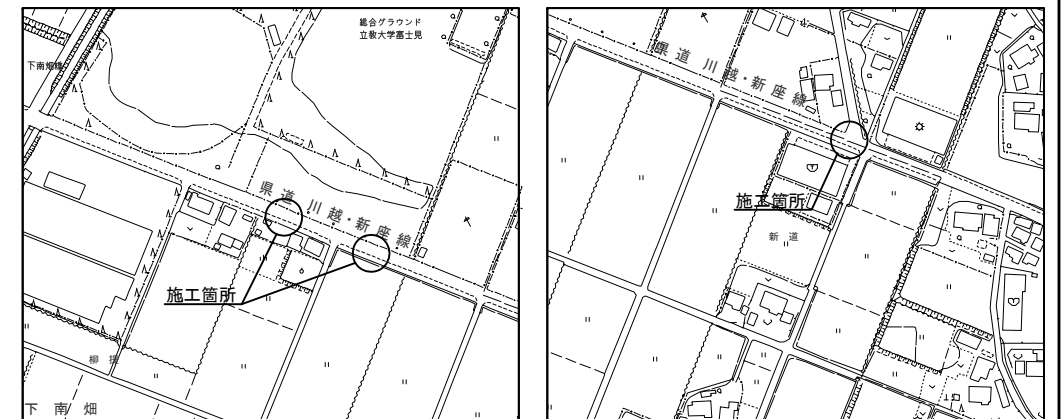 総合グラウンド
立教大学富士見
下南畑橋
県道川越・新座線
施工箇所
下南畑
県道川越・新座線
施工箇所
新道